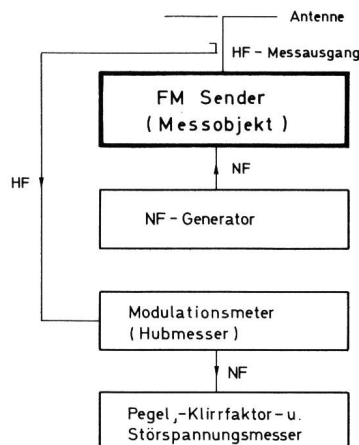 Antenne
HF-Messausgang
FM Sender
(Messobjekt)
HF
NF
NF-Generator
Modulationsmeter
(Hubmesser)
NF
Pegel,-Klirrfaktor-u.
Störspannungsmesser